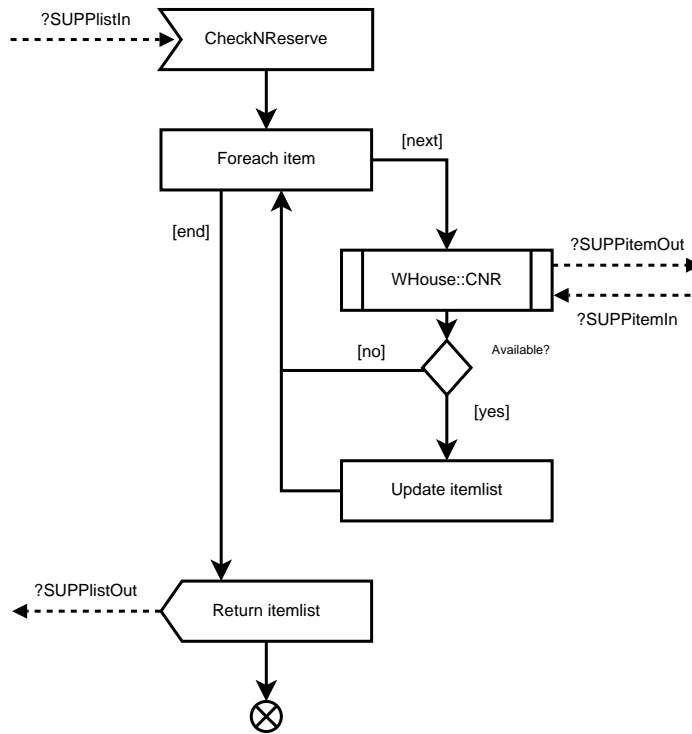 ?SUPPlistIn
CheckNReserve
Foreach item
[next]
[end]
?SUPPitemOut
WHouse::CNR
?SUPPitemIn
[no]
Available?
[yes]
Update itemlist
?SUPPlistOut
Return itemlist